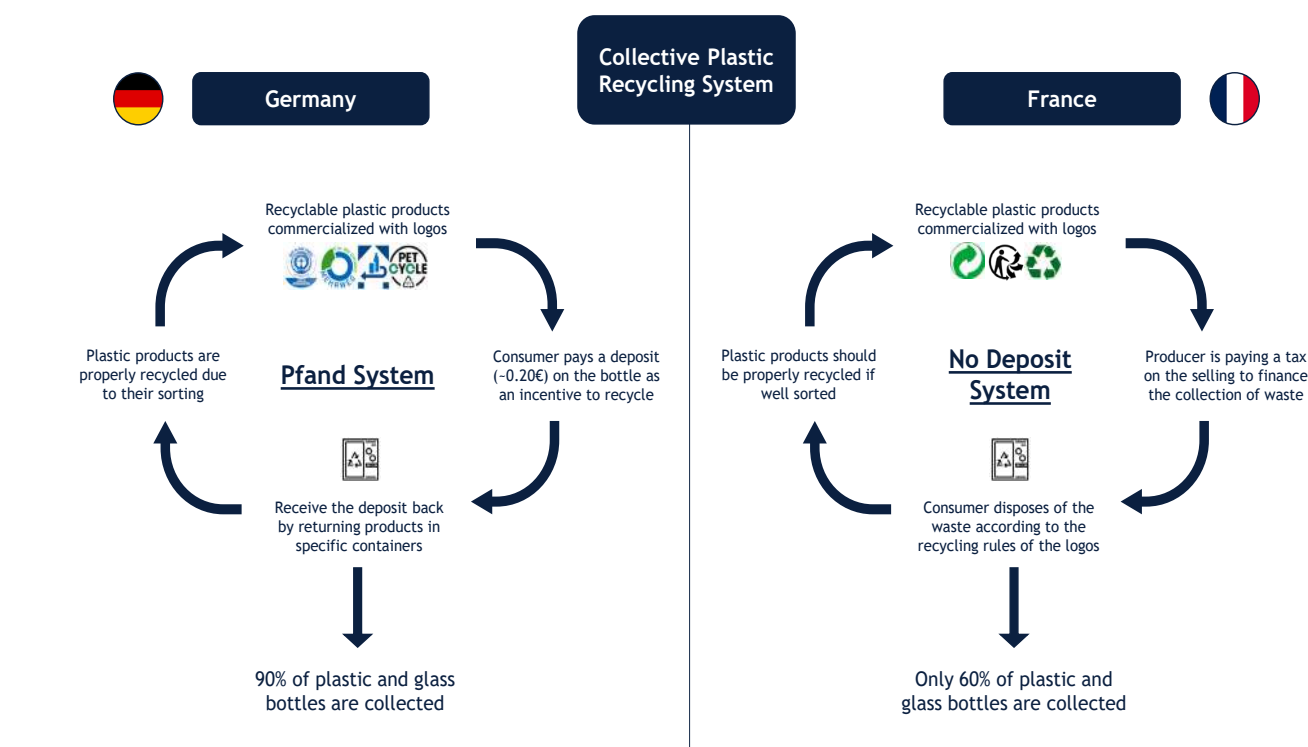 Collective Plastic
Recycling System
Germany
Recyclable plastic products
commercialized with logos
PET
CYCLE
Plastic products are
properly recycled due
to their sorting
Pfand System
Consumer pays a deposit
(~0.20€) on the bottle as
an incentive to recycle
Receive the deposit back
by returning products in
specific containers
90% of plastic and glass
bottles are collected
France
Recyclable plastic products
commercialized with logos
Plastic products should
be properly recycled if
well sorted
No Deposit
System
Producer is paying a tax
on the selling to finance
the collection of waste
Consumer disposes of the
waste according to the
recycling rules of the logos
Only 60% of plastic and
glass bottles are collected